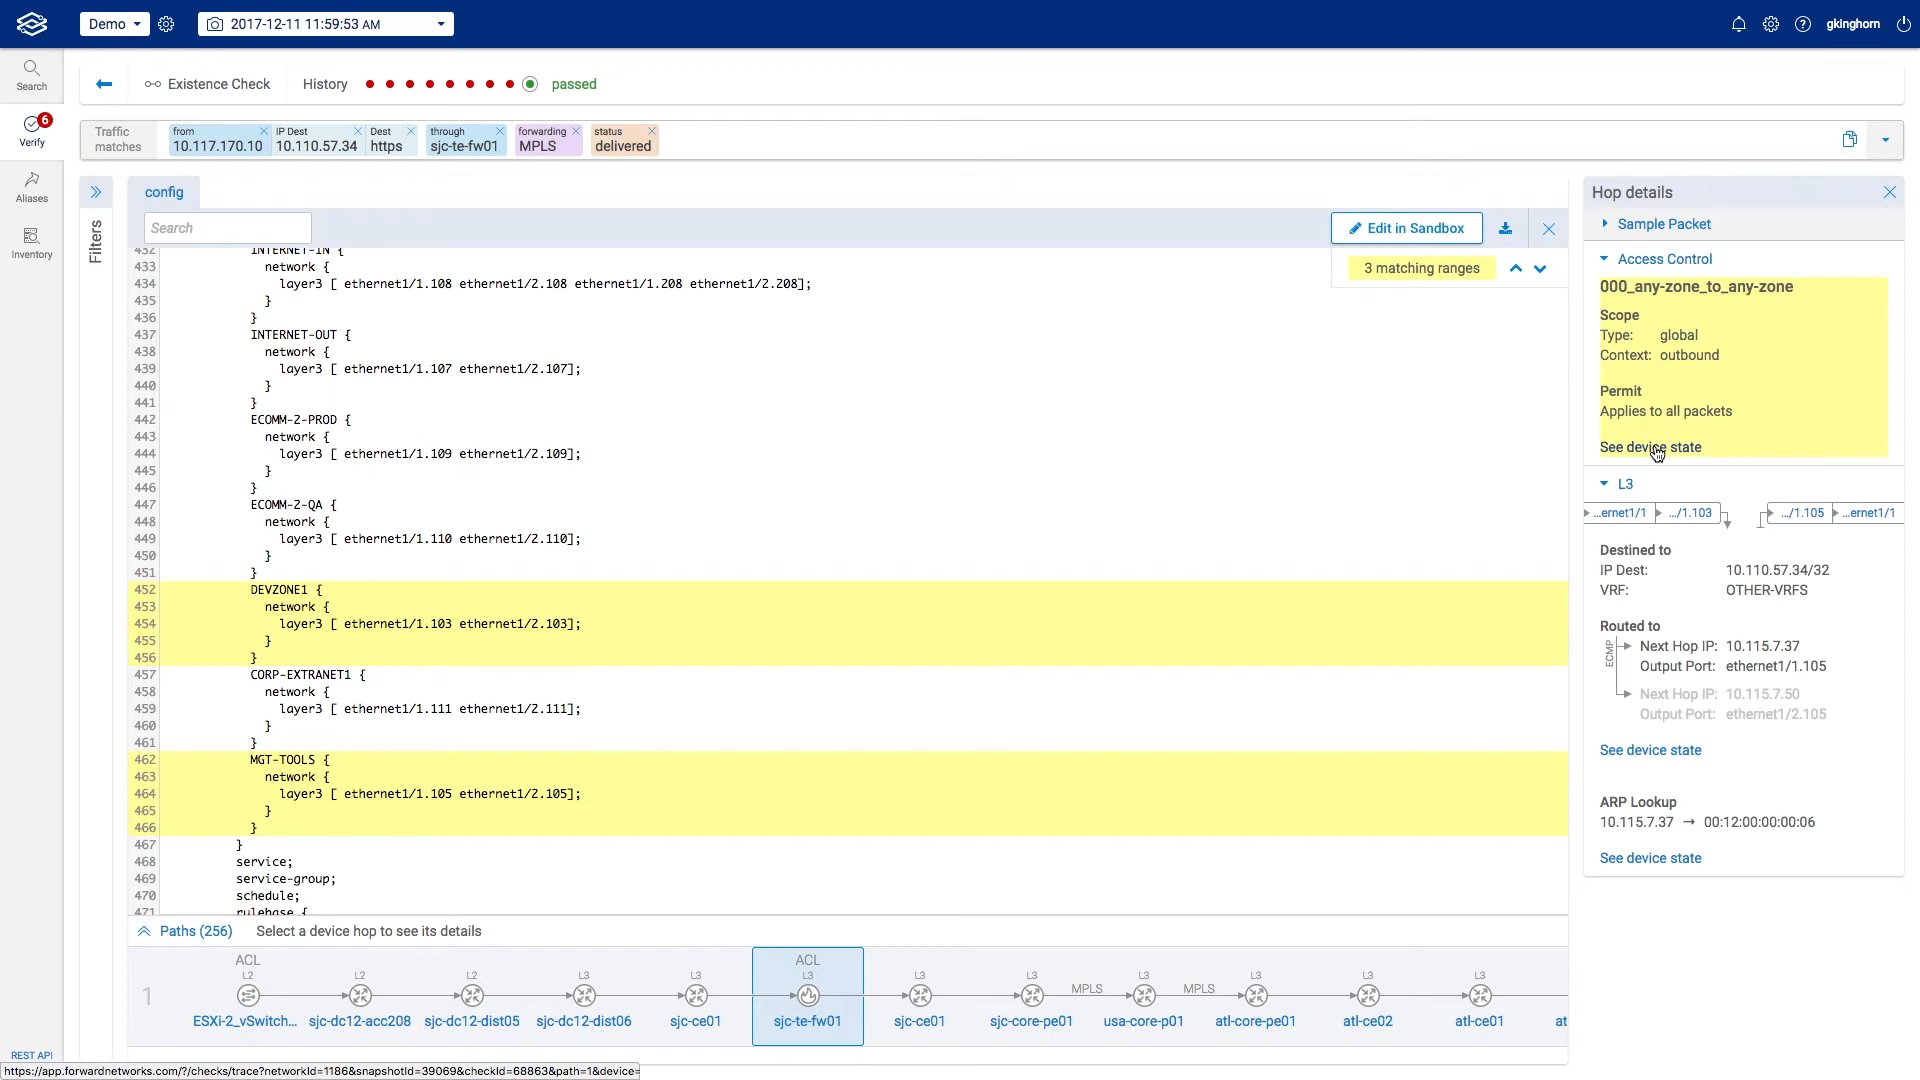 Demo
2017-12-11 11:59:53 AM
gkinghorn
Search
Verify
6
Aliases
Inventory
REST API
Existence Check
History
passed
Traffic matches
from
10.117.170.10
IP Dest
10.110.57.34
Dest
https
through
sjc-te-fw01
forwarding
MPLS
status
delivered
Filters
config
Search
Edit in Sandbox
3 matching ranges
432 INTERNET-IN {
433 network {
434 layer3 [ ethernet1/1.108 ethernet1/2.108 ethernet1/1.208 ethernet1/2.208];
435 }
436 }
437 INTERNET-OUT {
438 network {
439 layer3 [ ethernet1/1.107 ethernet1/2.107];
440 }
441 }
442 ECOMM-2-PROD {
443 network {
444 layer3 [ ethernet1/1.109 ethernet1/2.109];
445 }
446 }
447 ECOMM-2-QA {
448 network {
449 layer3 [ ethernet1/1.110 ethernet1/2.110];
450 }
451 }
452 DEVZONE1 {
453 network {
454 layer3 [ ethernet1/1.103 ethernet1/2.103];
455 }
456 }
457 CORP-EXTRANET1 {
458 network {
459 layer3 [ ethernet1/1.111 ethernet1/2.111];
460 }
461 }
462 MGT-TOOLS {
463 network {
464 layer3 [ ethernet1/1.105 ethernet1/2.105];
465 }
466 }
467 }
468 service;
469 service-group;
470 schedule;
471 rulebase {
Hop details
Sample Packet
Access Control
000_any-zone_to_any-zone
Scope
Type: global
Context: outbound
Permit
Applies to all packets
See device state
L3
...ernet1/1 .../1.103 .../1.105 ...ernet1/1
Destined to
IP Dest: 10.110.57.34/32
VRF: OTHER-VRFS
Routed to
ECMP
Next Hop IP: 10.115.7.37
Output Port: ethernet1/1.105
Next Hop IP: 10.115.7.50
Output Port: ethernet1/2.105
See device state
ARP Lookup
10.115.7.37 → 00:12:00:00:00:06
See device state
Paths (256) Select a device hop to see its details
ACL ACL
L2 L2 L2 L3 L3 L3 L3 L3 L3 L3 L3 L3
1 MPLS MPLS
ESXi-2_vSwitch... sjc-dc12-acc208 sjc-dc12-dist05 sjc-dc12-dist06 sjc-ce01 sjc-te-fw01 sjc-ce01 sjc-core-pe01 usa-core-p01 atl-core-pe01 atl-ce02 atl-ce01 at
https://app.forwardnetworks.com/?/checks/trace?networkId=1186&snapshotId=39069&checkId=68863&path=1&device=